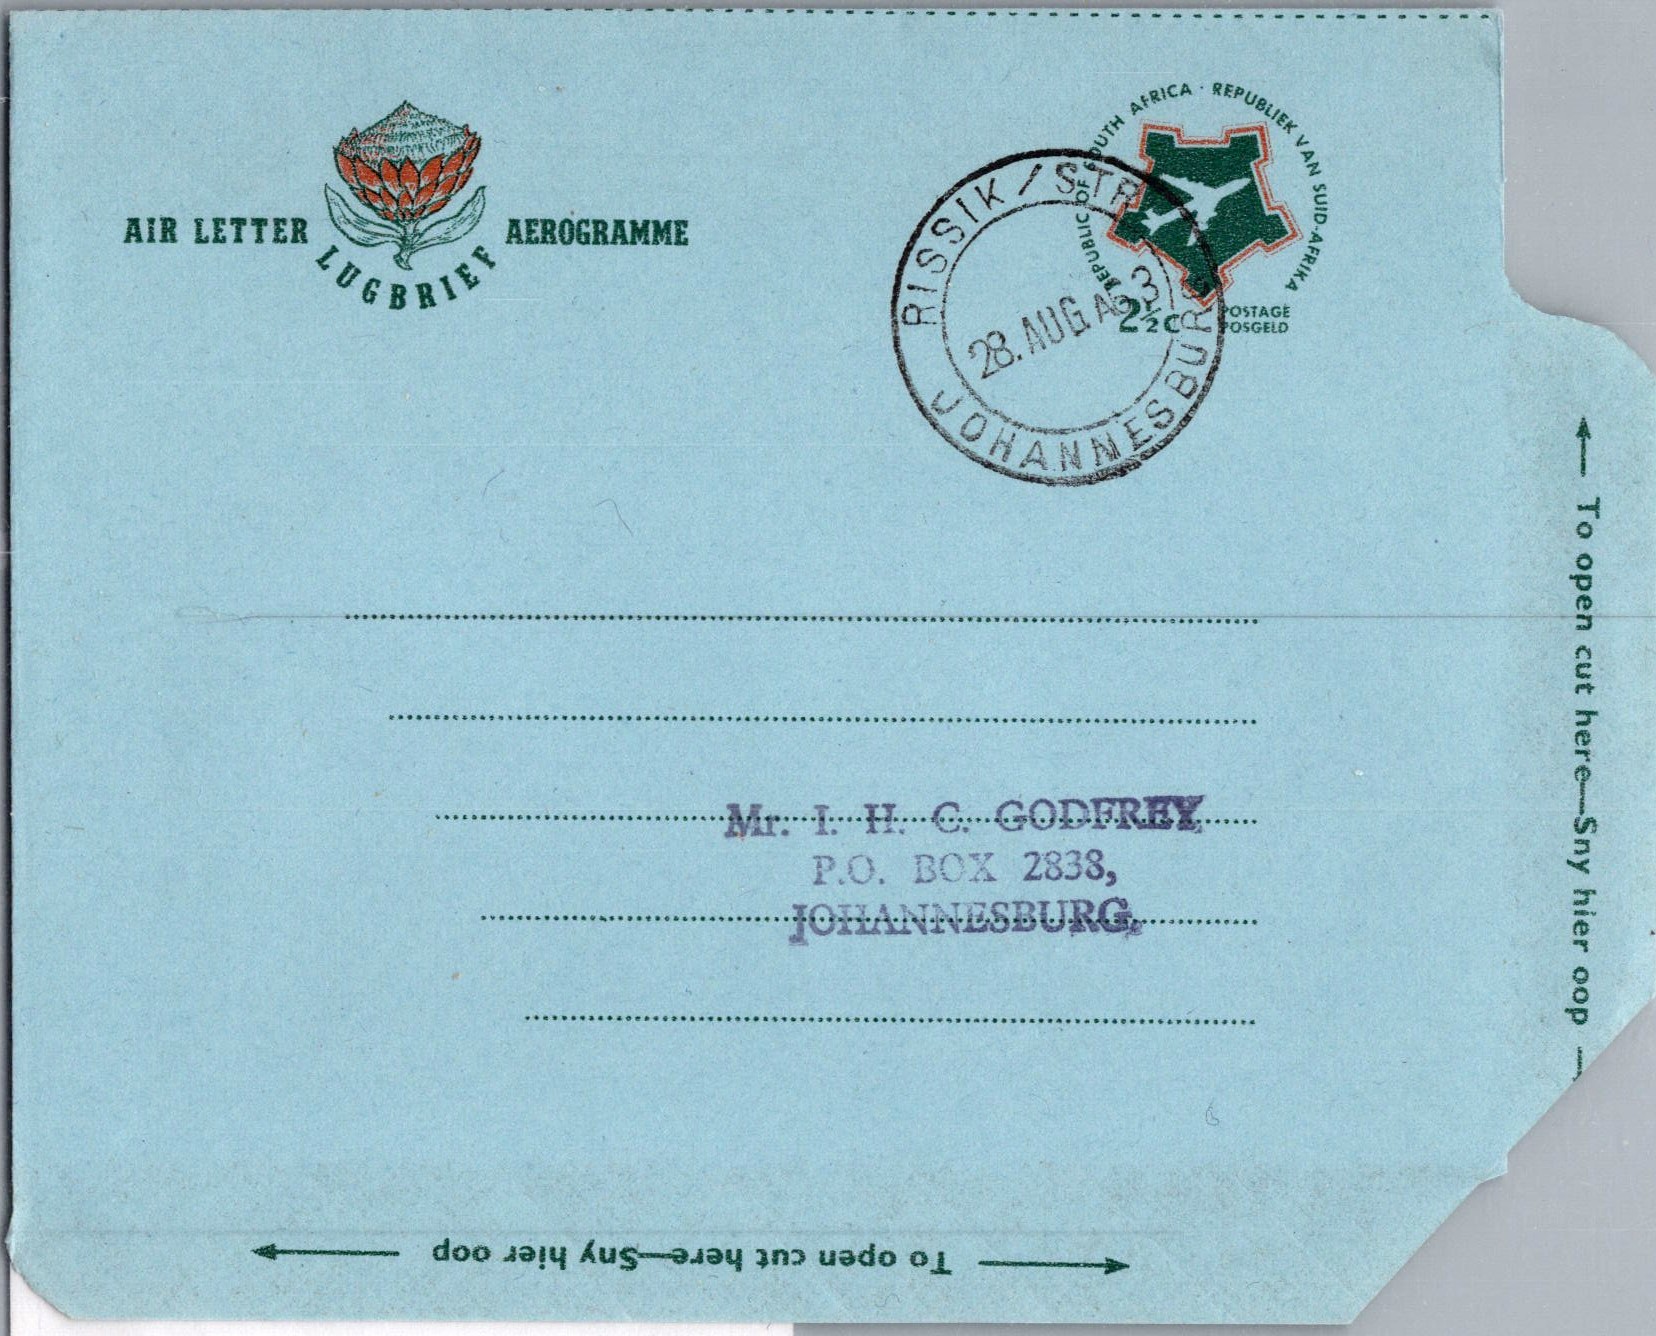 AIR LETTER
AEROGRAMME
LUGBRIEF
REPUBLIC OF SOUTH AFRICA · REPUBLIEK VAN SUID-AFRIKA
2½c
POSTAGE
POSGELD
RISSIK / STR
28. AUG
JOHANNESBURG
Mr. I. H. C. GODFREY
P.O. BOX 2838,
JOHANNESBURG.
To open cut here—Sny hier oop
To open cut here—Sny hier oop